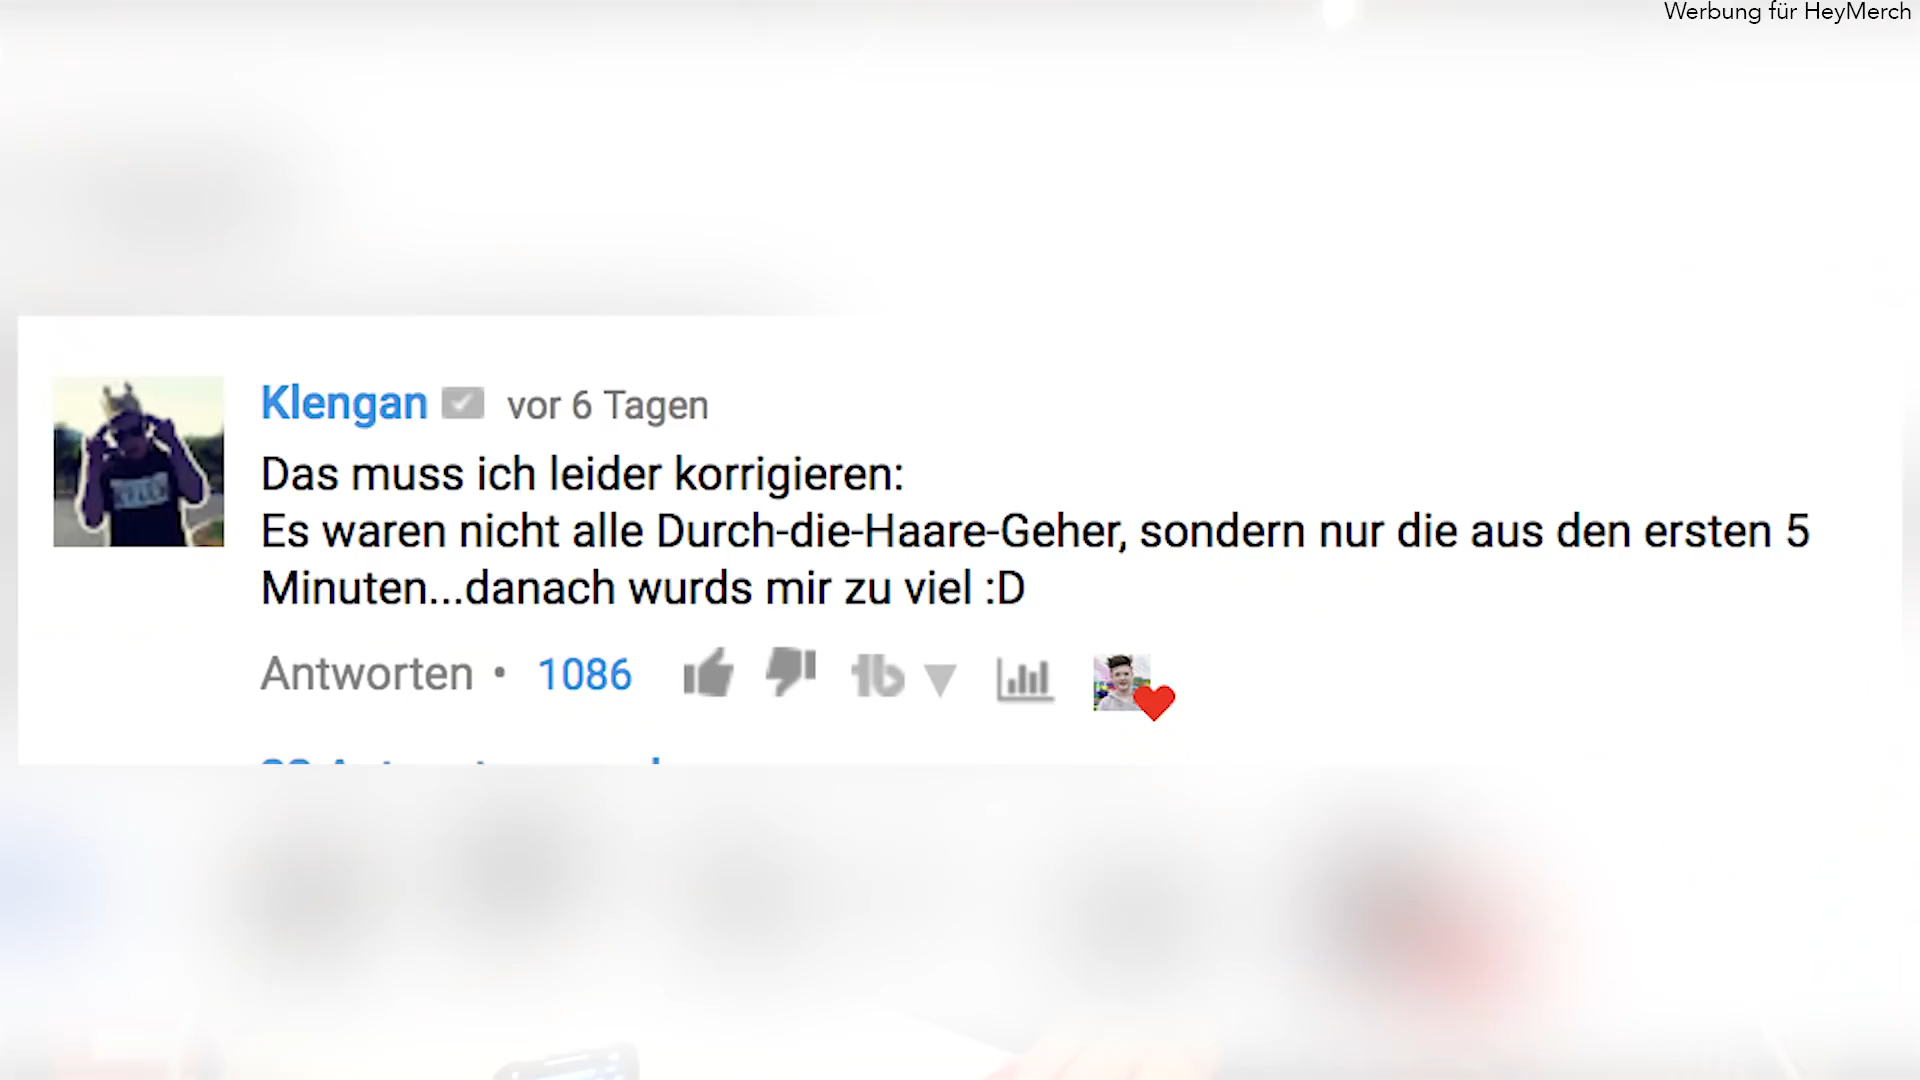 Werbung für HeyMerch
Klengan vor 6 Tagen
Das muss ich leider korrigieren:
Es waren nicht alle Durch-die-Haare-Geher, sondern nur die aus den ersten 5
Minuten...danach wurds mir zu viel :D
Antworten • 1086